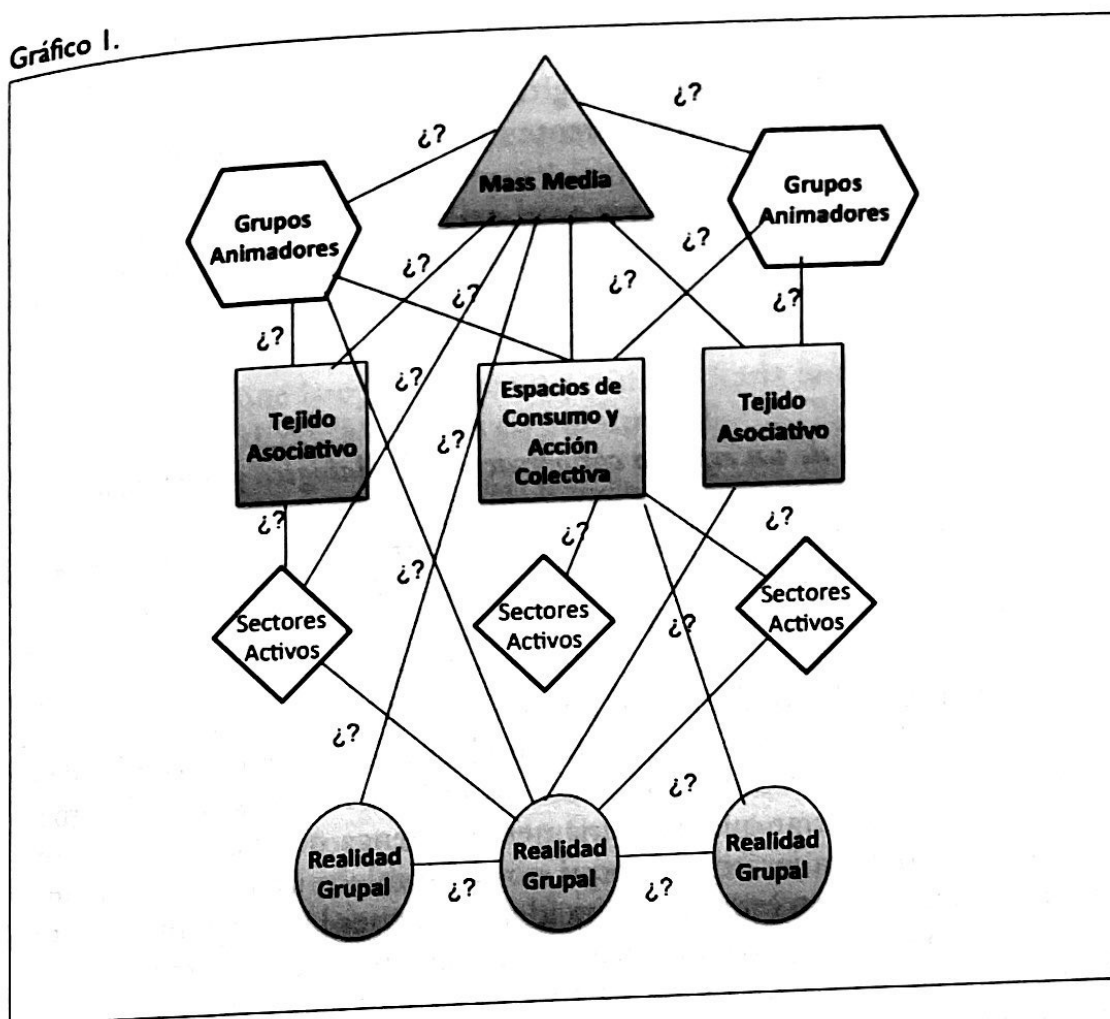 Gráfico 1.
¿?
¿?
Mass Media
Grupos
Animadores
Grupos
Animadores
¿?
¿?
¿?
¿?
¿?
¿?
¿?
Tejido
Asociativo
Espacios de
Consumo y
Acción
Colectiva
Tejido
Asociativo
¿?
¿?
¿?
¿?
¿?
Sectores
Activos
Sectores
Activos
Sectores
Activos
¿?
¿?
¿?
¿?
Realidad
Grupal
Realidad
Grupal
Realidad
Grupal
¿?
¿?